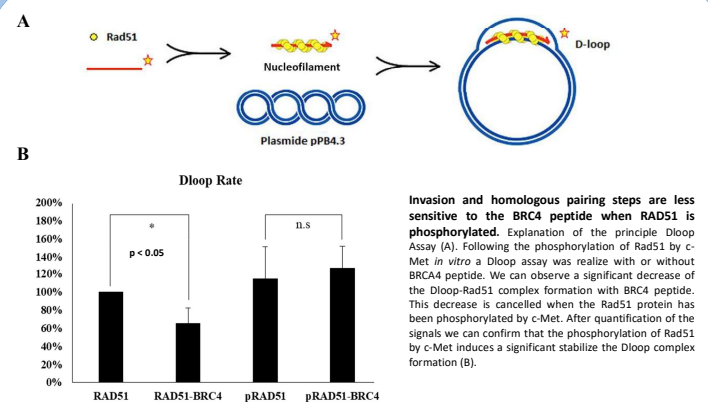 A
Rad51
Nucleofilament
Plasmide pPB4.3
D-loop
B
Dloop Rate
200%
180%
160%
140%
120%
100%
80%
60%
40%
20%
0%
*
p < 0.05
n.s
RAD51
RAD51-BRC4
pRAD51
pRAD51-BRC4
Invasion and homologous pairing steps are less
sensitive to the BRC4 peptide when RAD51 is
phosphorylated. Explanation of the principle Dloop
Assay (A). Following the phosphorylation of Rad51 by c-
Met in vitro a Dloop assay was realize with or without
BRCA4 peptide. We can observe a significant decrease of
the Dloop-Rad51 complex formation with BRC4 peptide.
This decrease is cancelled when the Rad51 protein has
been phosphorylated by c-Met. After quantification of the
signals we can confirm that the phosphorylation of Rad51
by c-Met induces a significant stabilize the Dloop complex
formation (B).